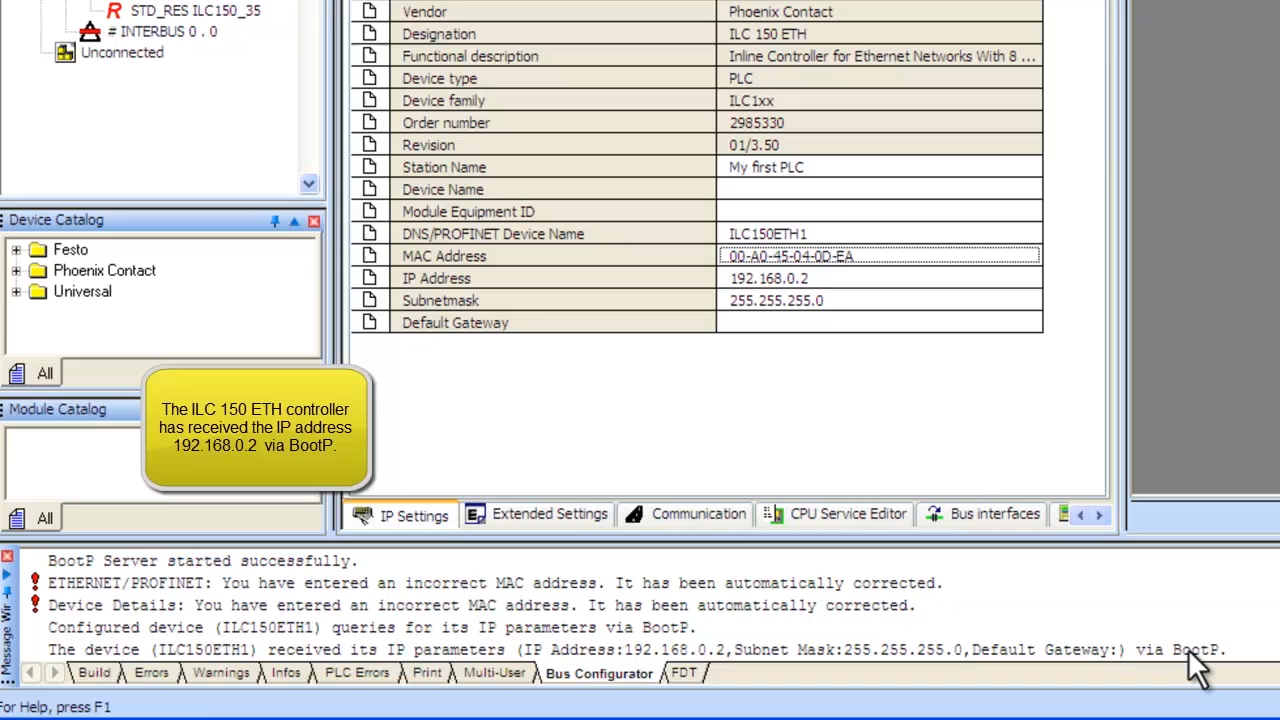 STD_RES ILC150_35
# INTERBUS 0 . 0
Unconnected
Vendor Phoenix Contact
Designation ILC 150 ETH
Functional description Inline Controller for Ethernet Networks With 8 ...
Device type PLC
Device family ILC1xx
Order number 2985330
Revision 01/3.50
Station Name My first PLC
Device Name
Module Equipment ID
DNS/PROFINET Device Name ILC150ETH1
MAC Address 00-A0-45-04-0D-EA
IP Address 192.168.0.2
Subnetmask 255.255.255.0
Default Gateway
Device Catalog
Festo
Phoenix Contact
Universal
All
Module Catalog
The ILC 150 ETH controller
has received the IP address
192.168.0.2 via BootP.
All
IP Settings Extended Settings Communication CPU Service Editor Bus interfaces
Message Wir
BootP Server started successfully.
ETHERNET/PROFINET: You have entered an incorrect MAC address. It has been automatically corrected.
Device Details: You have entered an incorrect MAC address. It has been automatically corrected.
Configured device (ILC150ETH1) queries for its IP parameters via BootP.
The device (ILC150ETH1) received its IP parameters (IP Address:192.168.0.2,Subnet Mask:255.255.255.0,Default Gateway:) via BootP.
Build Errors Warnings Infos PLC Errors Print Multi-User Bus Configurator FDT
For Help, press F1